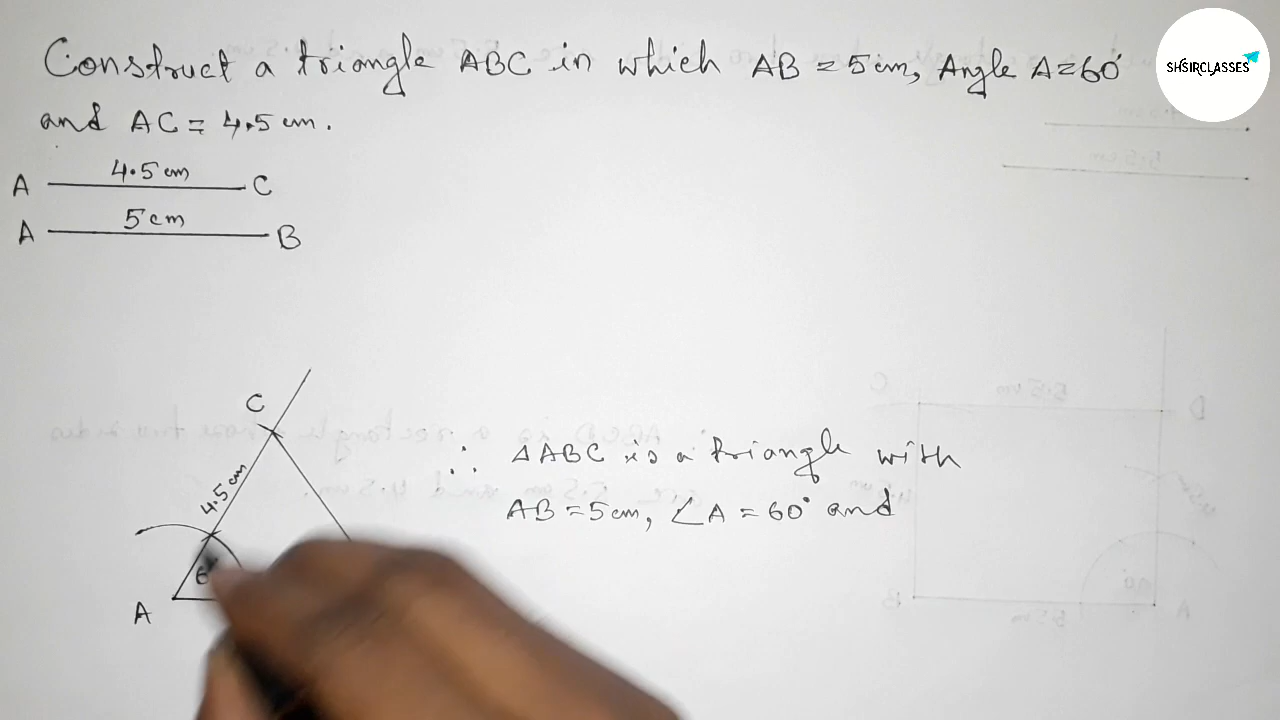 Construct a triangle ABC in which AB = 5cm, Angle A = 60°
and AC = 4.5 cm.
SHSIRCLASSES
A 4.5 cm C
A 5 cm B
C
4.5 cm
A
∴ △ABC is a triangle with
AB = 5cm, ∠A = 60° and